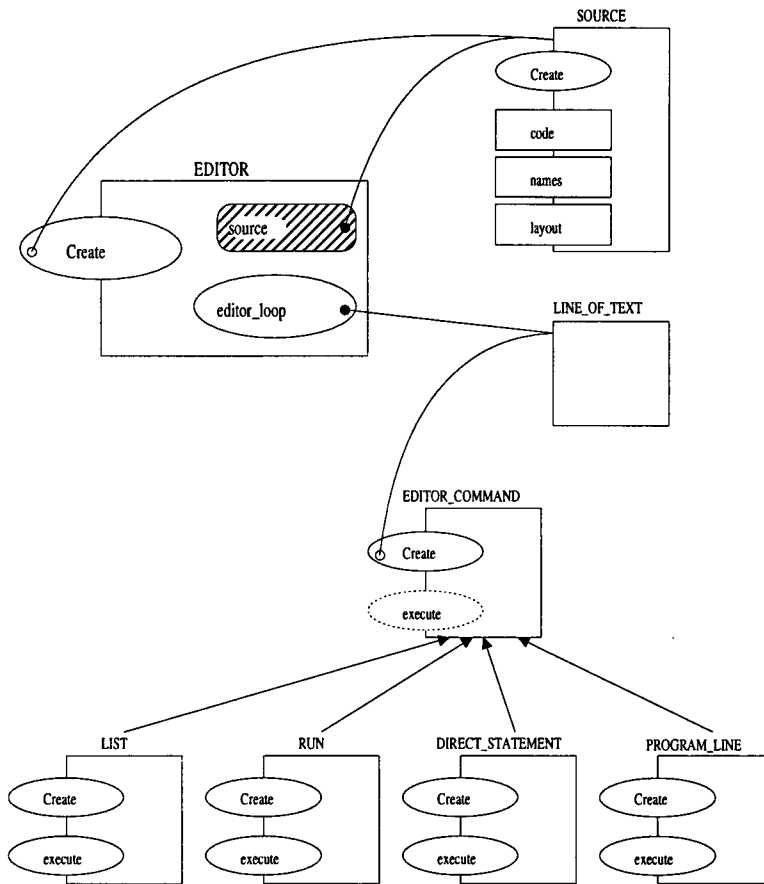 SOURCE
Create
code
names
layout
EDITOR
source
Create
editor_loop
LINE_OF_TEXT
EDITOR_COMMAND
Create
execute
LIST
RUN
DIRECT_STATEMENT
PROGRAM_LINE
Create
Create
Create
Create
execute
execute
execute
execute